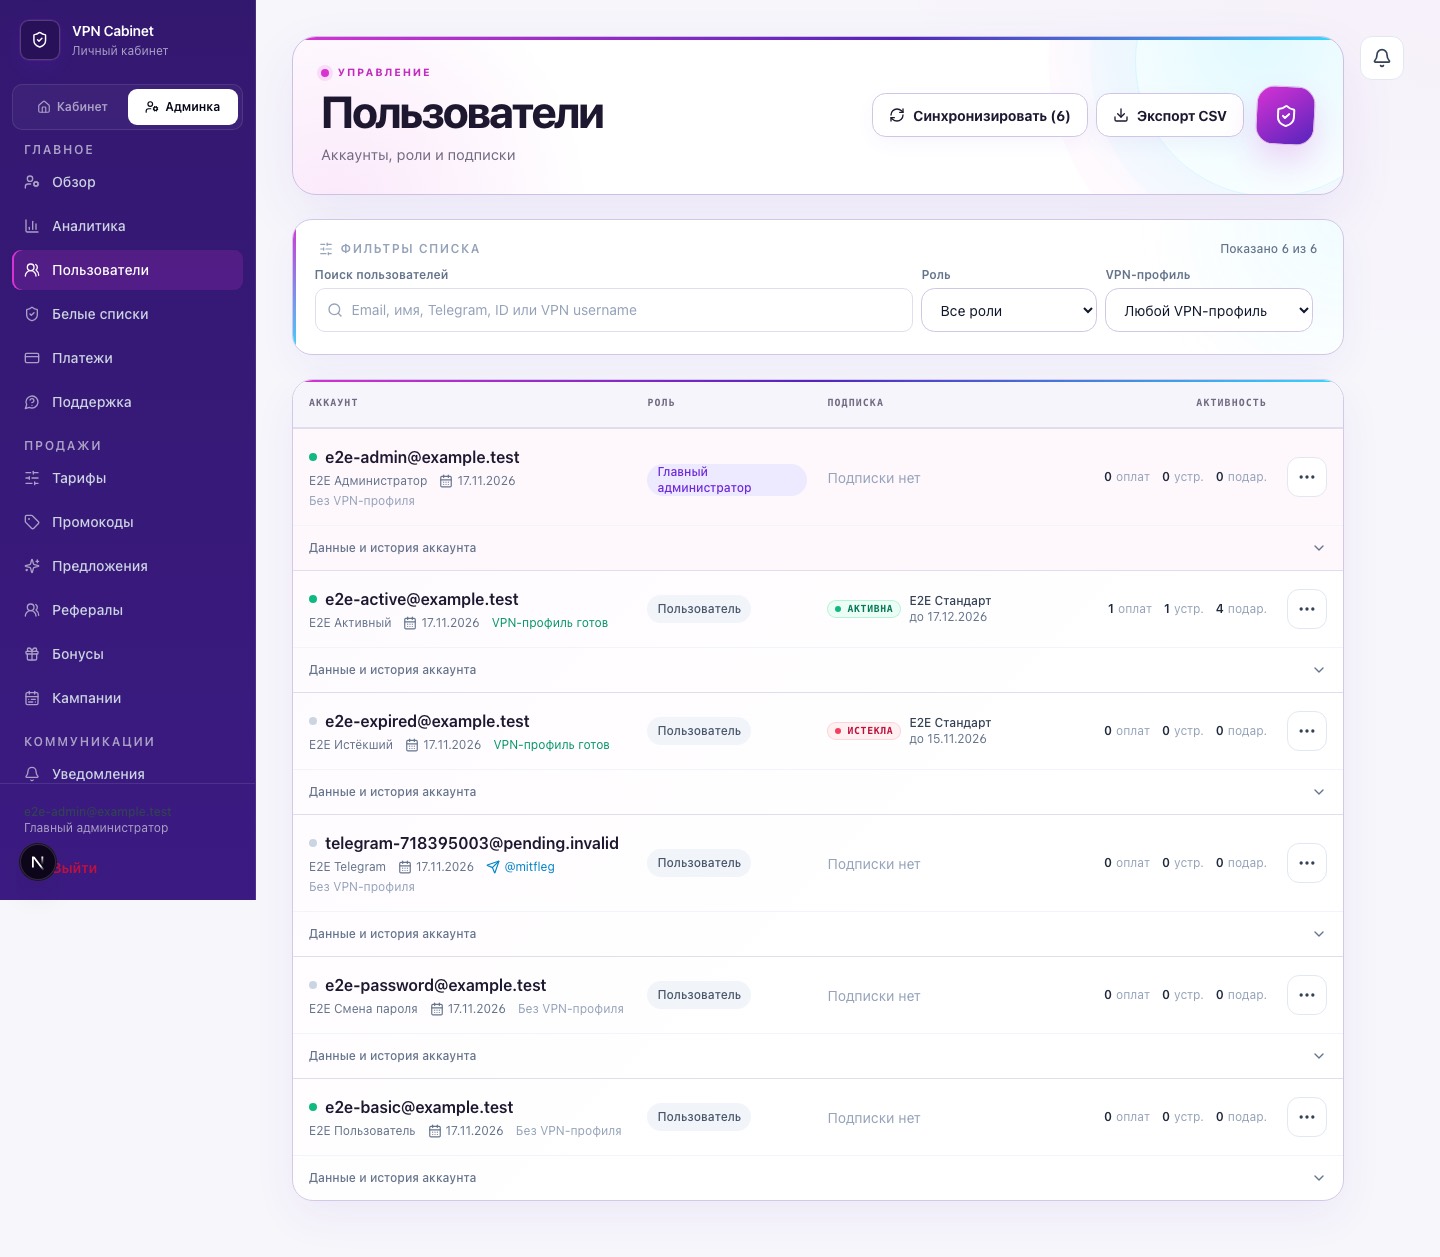 VPN Cabinet
Личный кабинет
Кабинет
Админка
ГЛАВНОЕ
Обзор
Аналитика
Пользователи
Белые списки
Платежи
Поддержка
ПРОДАЖИ
Тарифы
Промокоды
Предложения
Рефералы
Бонусы
Кампании
КОММУНИКАЦИИ
Уведомления
e2e-admin@example.test
Главный администратор
N
Выйти
УПРАВЛЕНИЕ
Пользователи
Аккаунты, роли и подписки
Синхронизировать (6)
Экспорт CSV
ФИЛЬТРЫ СПИСКА
Показано 6 из 6
Поиск пользователей
Роль
VPN-профиль
Email, имя, Telegram, ID или VPN username
Все роли
Любой VPN-профиль
АККАУНТ РОЛЬ ПОДПИСКА АКТИВНОСТЬ
e2e-admin@example.test
E2E Администратор 17.11.2026
Без VPN-профиля
Главный
администратор
Подписки нет
0 оплат 0 устр. 0 подар.
Данные и история аккаунта
e2e-active@example.test
E2E Активный 17.11.2026 VPN-профиль готов
Пользователь
АКТИВНА
E2E Стандарт
до 17.12.2026
1 оплат 1 устр. 4 подар.
Данные и история аккаунта
e2e-expired@example.test
E2E Истёкший 17.11.2026 VPN-профиль готов
Пользователь
ИСТЕКЛА
E2E Стандарт
до 15.11.2026
0 оплат 0 устр. 0 подар.
Данные и история аккаунта
telegram-718395003@pending.invalid
E2E Telegram 17.11.2026 @mitfleg
Без VPN-профиля
Пользователь
Подписки нет
0 оплат 0 устр. 0 подар.
Данные и история аккаунта
e2e-password@example.test
E2E Смена пароля 17.11.2026 Без VPN-профиля
Пользователь
Подписки нет
0 оплат 0 устр. 0 подар.
Данные и история аккаунта
e2e-basic@example.test
E2E Пользователь 17.11.2026 Без VPN-профиля
Пользователь
Подписки нет
0 оплат 0 устр. 0 подар.
Данные и история аккаунта